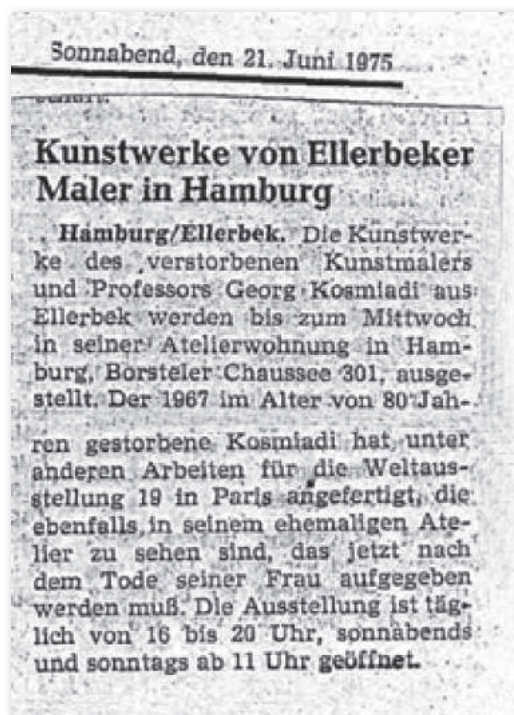 Sonnabend, den 21. Juni 1975
Kunstwerke von Ellerbeker
Maler in Hamburg
Hamburg/Ellerbek. Die Kunstwer-
ke des verstorbenen Kunstmalers
und Professors Georg Kosmiadi aus
Ellerbek werden bis zum Mittwoch
in seiner Atelierwohnung in Ham-
burg, Borsteler Chaussee 301, ausge-
stellt. Der 1967 im Alter von 80 Jah-
ren gestorbene Kosmiadi hat unter
anderen Arbeiten für die Weltaus-
stellung 19 in Paris angefertigt, die
ebenfalls in seinem ehemaligen Ate-
lier zu sehen sind, das jetzt nach
dem Tode seiner Frau aufgegeben
werden muß. Die Ausstellung ist täg-
lich von 16 bis 20 Uhr, sonnabends
und sonntags ab 11 Uhr geöffnet.